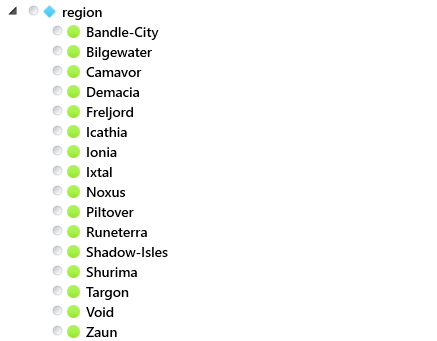 region
Bandle-City
Bilgewater
Camavor
Demacia
Freljord
Icathia
Ionia
Ixtal
Noxus
Piltover
Runeterra
Shadow-Isles
Shurima
Targon
Void
Zaun